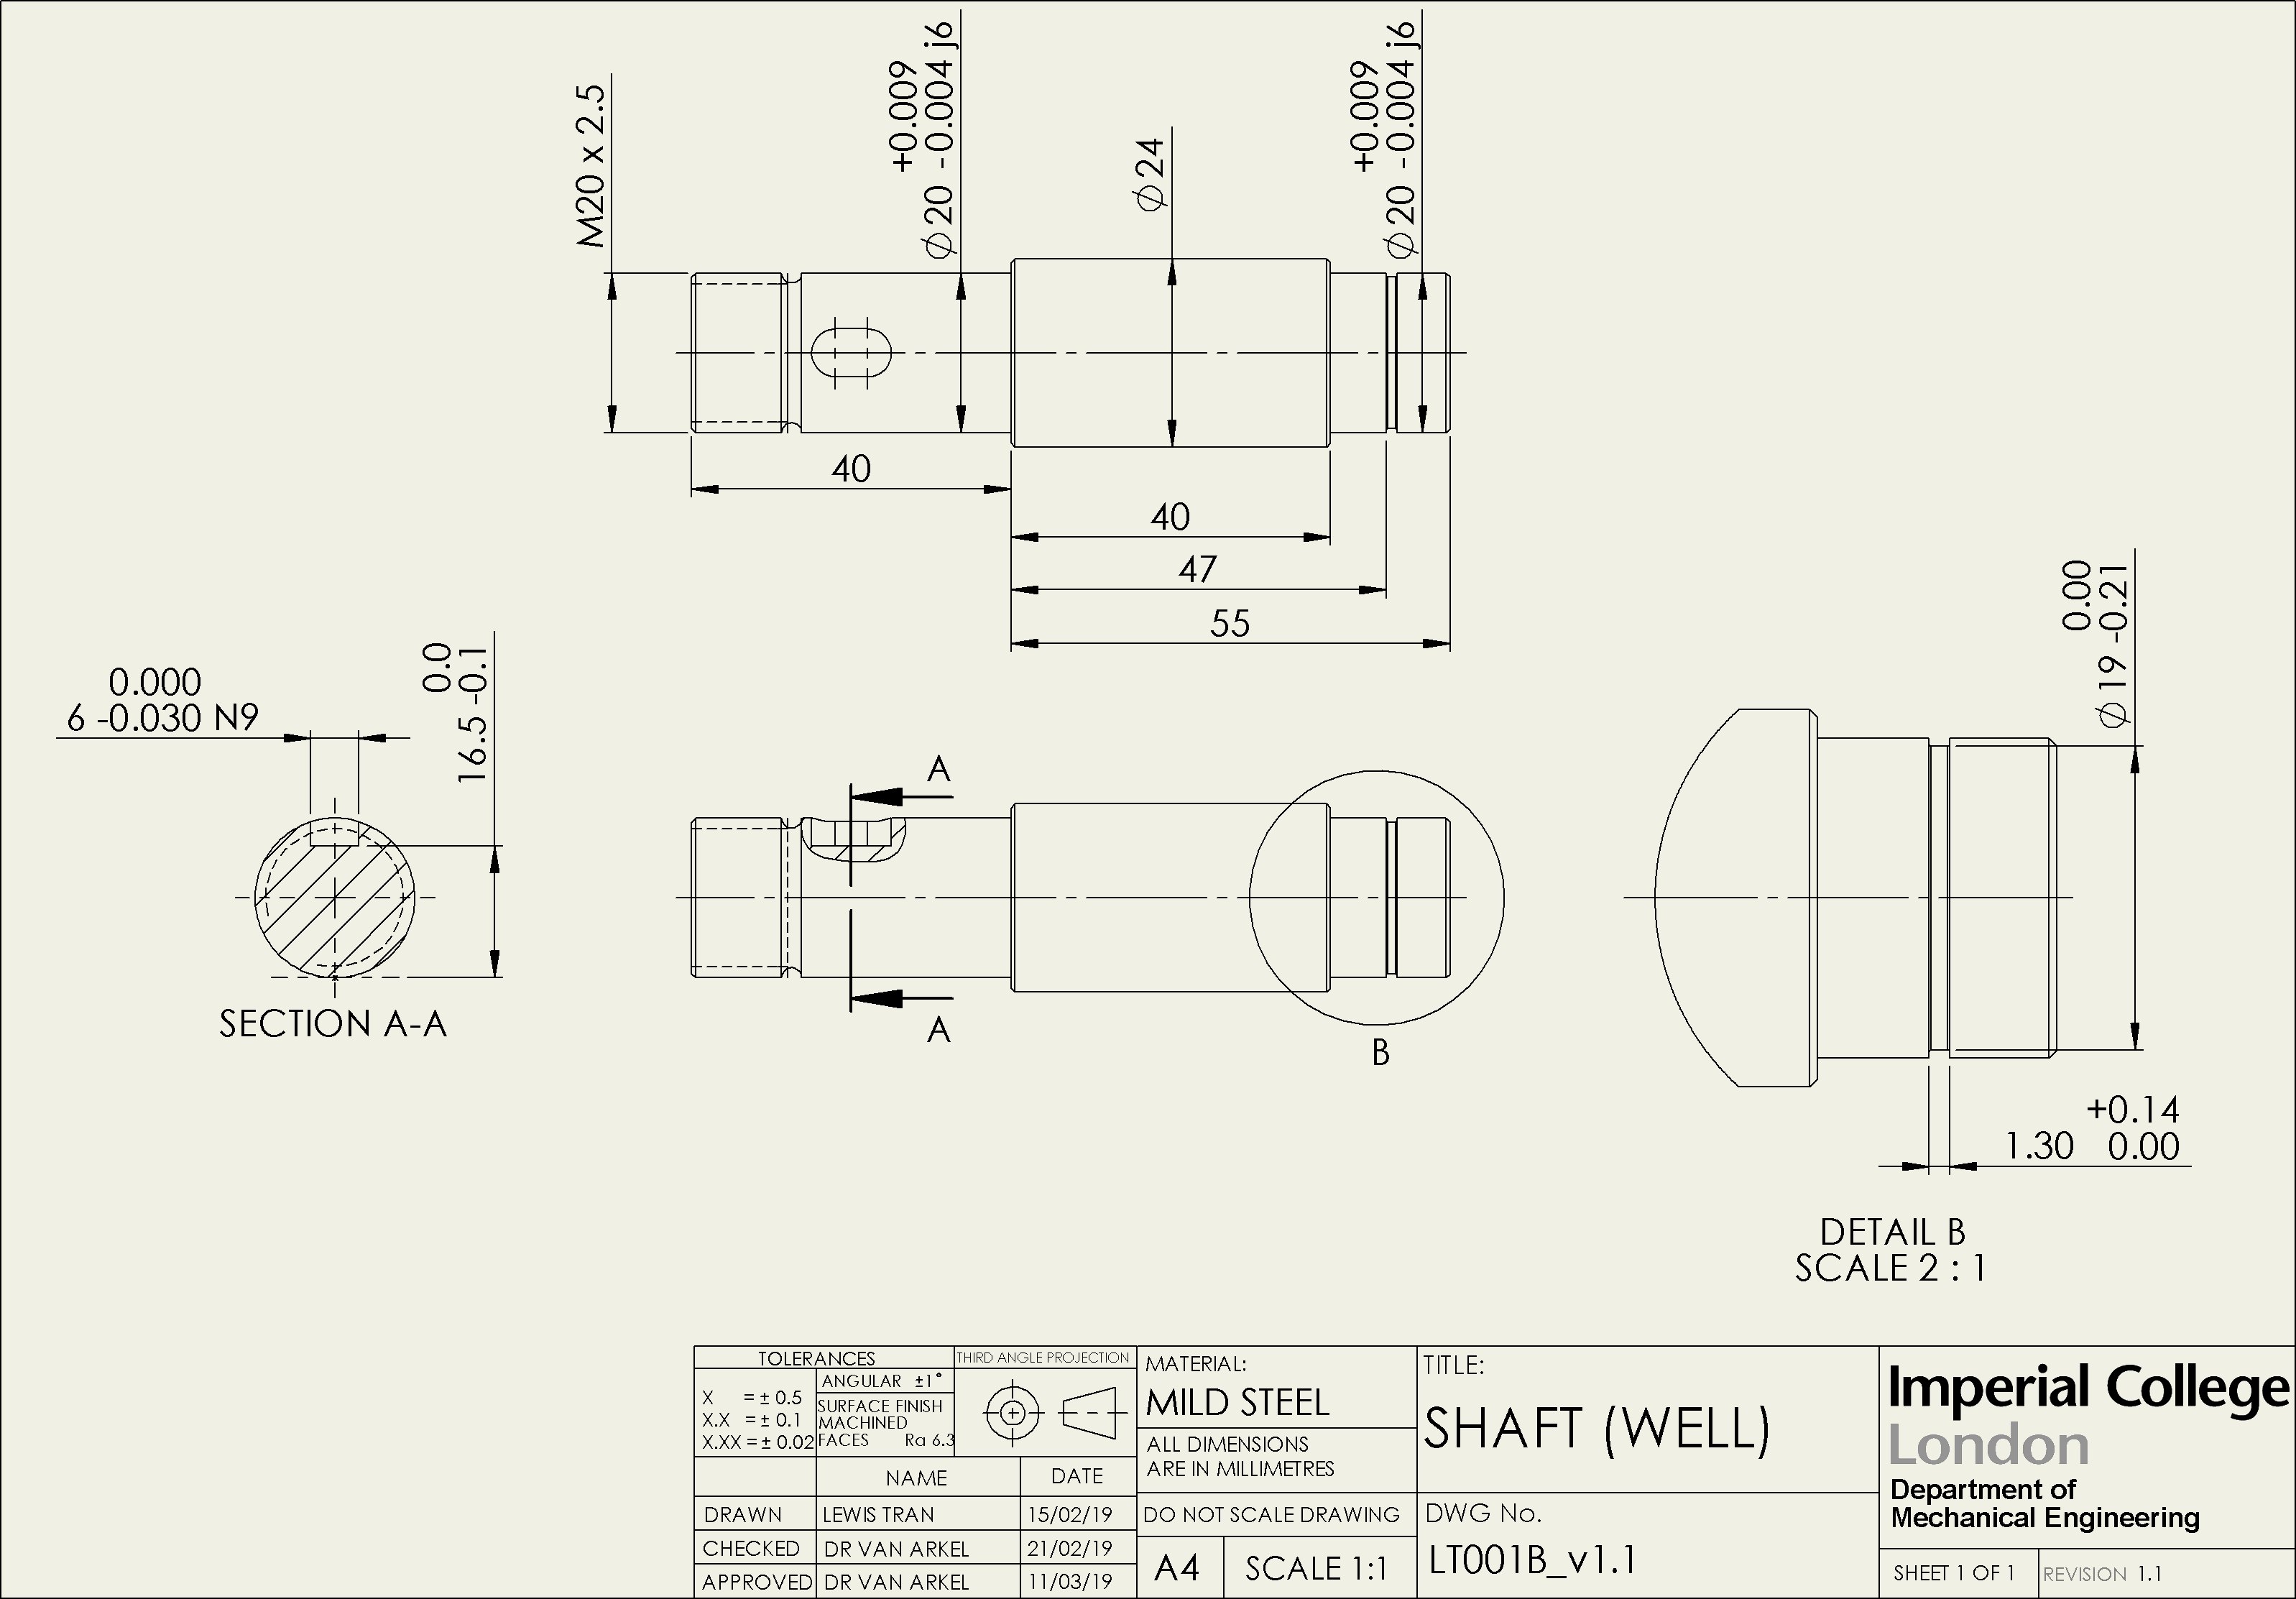 M20 x 2.5
+0.009
⌀20 -0.004 j6
⌀24
+0.009
⌀20 -0.004 j6
40
40
47
55
0.000
6 -0.030 N9
0.0
16.5 -0.1
SECTION A-A
A
A
B
0.00
⌀19 -0.21
+0.14
1.30 0.00
DETAIL B
SCALE 2 : 1
TOLERANCES
X = ± 0.5
X.X = ± 0.1
X.XX = ± 0.02
ANGULAR ±1°
SURFACE FINISH
MACHINED
FACES Ra 6.3
THIRD ANGLE PROJECTION
NAME DATE
DRAWN LEWIS TRAN 15/02/19
CHECKED DR VAN ARKEL 21/02/19
APPROVED DR VAN ARKEL 11/03/19
MATERIAL:
MILD STEEL
ALL DIMENSIONS
ARE IN MILLIMETRES
DO NOT SCALE DRAWING
A4 SCALE 1:1
TITLE:
SHAFT (WELL)
DWG No.
LT001B_v1.1
Imperial College
London
Department of
Mechanical Engineering
SHEET 1 OF 1 REVISION 1.1